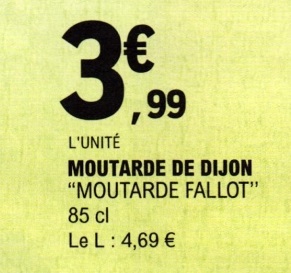 3€,99
L'UNITÉ
MOUTARDE DE DIJON
“MOUTARDE FALLOT”
85 cl
Le L : 4,69 €